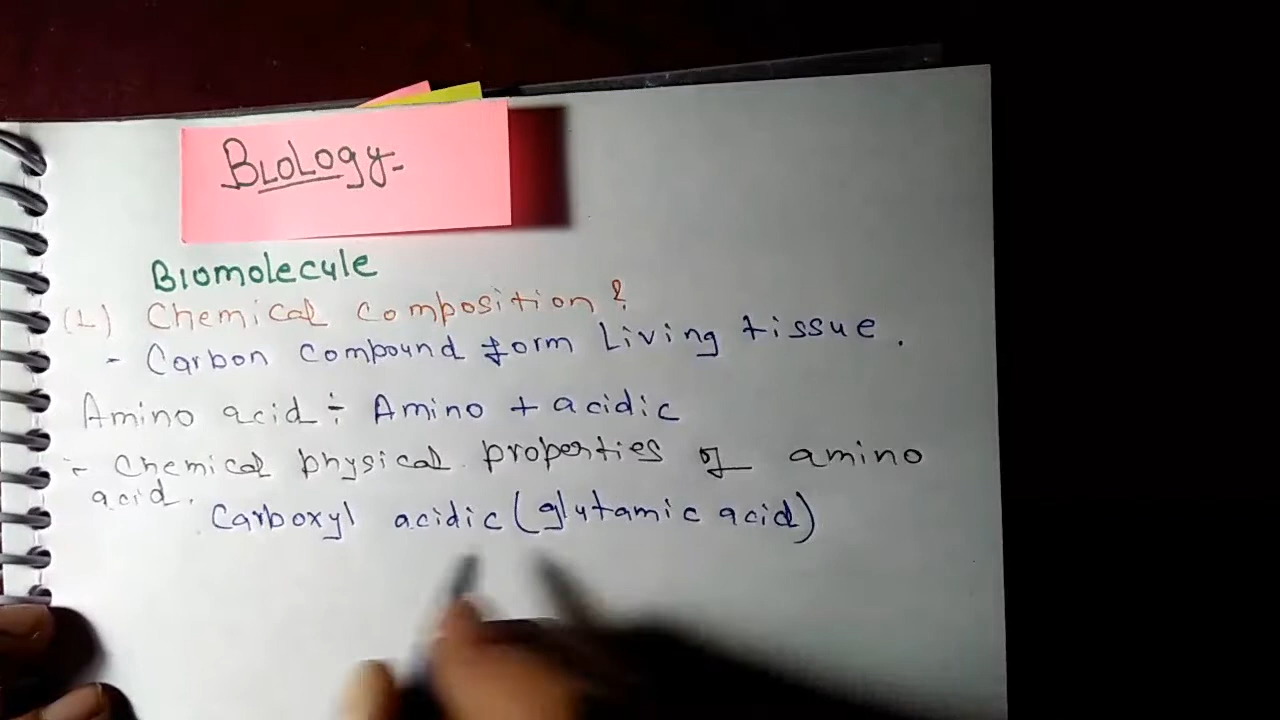 Biology-
Biomolecule
(1) Chemical composition?
- Carbon compound form living tissue.
Amino acid ÷ Amino + acidic
- Chemical physical properties of amino
acid.
Carboxyl acidic (glutamic acid)